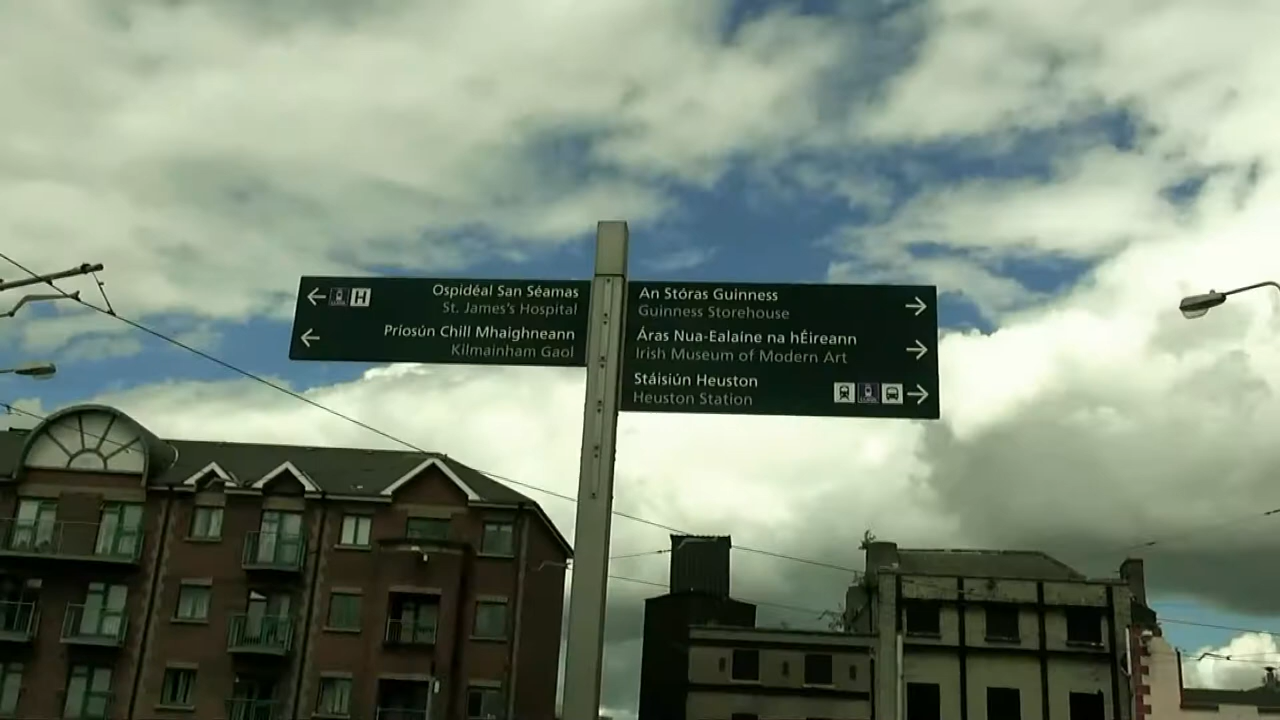 H
Ospidéal San Séamas
St. James's Hospital
Príosún Chill Mhaighneann
Kilmainham Gaol
An Stóras Guinness
Guinness Storehouse
Áras Nua-Ealaíne na hÉireann
Irish Museum of Modern Art
Stáisiún Heuston
Heuston Station